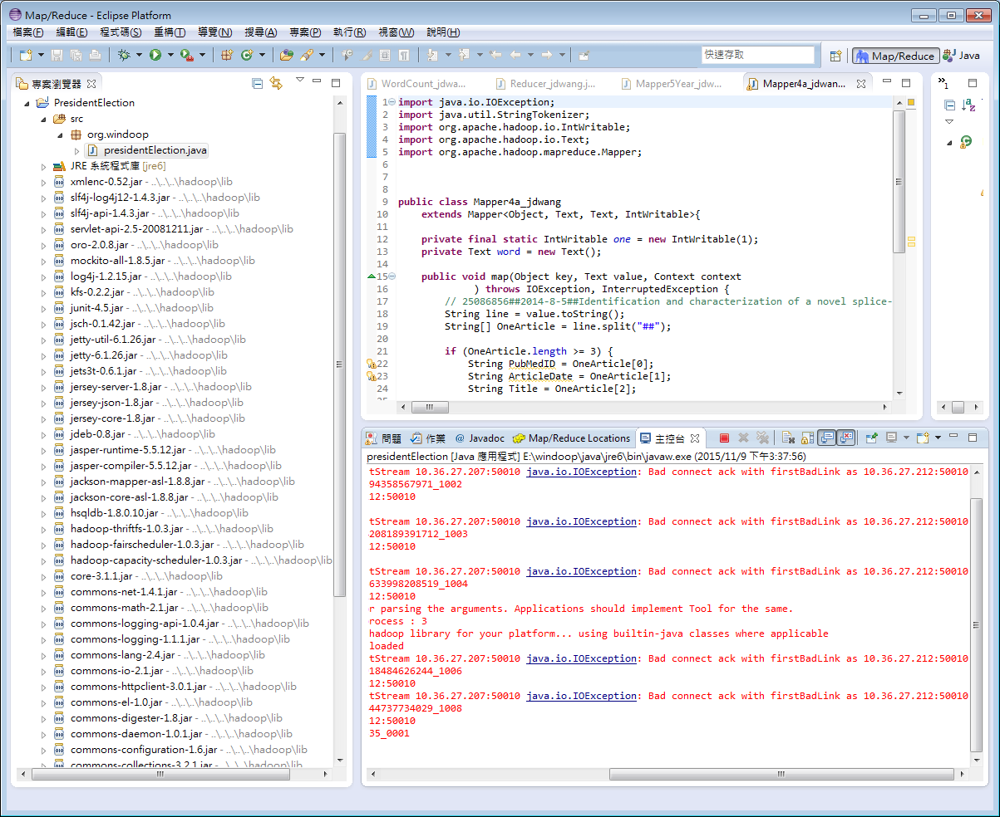 Map/Reduce - Eclipse Platform
檔案(F) 編輯(E) 程式碼(S) 重構(T) 導覽(N) 搜尋(A) 專案(P) 執行(R) 視窗(W) 說明(H)
快速存取 Map/Reduce Java
專案瀏覽器
PresidentElection
src
org.windoop
presidentElection.java
JRE 系統程式庫 [jre6]
xmlenc-0.52.jar - ..\..\..\hadoop\lib
slf4j-log4j12-1.4.3.jar - ..\..\..\hadoop\lib
slf4j-api-1.4.3.jar - ..\..\..\hadoop\lib
servlet-api-2.5-20081211.jar - ..\..\..\hadoop\lib
oro-2.0.8.jar - ..\..\..\hadoop\lib
mockito-all-1.8.5.jar - ..\..\..\hadoop\lib
log4j-1.2.15.jar - ..\..\..\hadoop\lib
kfs-0.2.2.jar - ..\..\..\hadoop\lib
junit-4.5.jar - ..\..\..\hadoop\lib
jsch-0.1.42.jar - ..\..\..\hadoop\lib
jetty-util-6.1.26.jar - ..\..\..\hadoop\lib
jetty-6.1.26.jar - ..\..\..\hadoop\lib
jets3t-0.6.1.jar - ..\..\..\hadoop\lib
jersey-server-1.8.jar - ..\..\..\hadoop\lib
jersey-json-1.8.jar - ..\..\..\hadoop\lib
jersey-core-1.8.jar - ..\..\..\hadoop\lib
jdeb-0.8.jar - ..\..\..\hadoop\lib
jasper-runtime-5.5.12.jar - ..\..\..\hadoop\lib
jasper-compiler-5.5.12.jar - ..\..\..\hadoop\lib
jackson-mapper-asl-1.8.8.jar - ..\..\..\hadoop\lib
jackson-core-asl-1.8.8.jar - ..\..\..\hadoop\lib
hsqldb-1.8.0.10.jar - ..\..\..\hadoop\lib
hadoop-thriftfs-1.0.3.jar - ..\..\..\hadoop\lib
hadoop-fairscheduler-1.0.3.jar - ..\..\..\hadoop\lib
hadoop-capacity-scheduler-1.0.3.jar - ..\..\..\hadoop\lib
core-3.1.1.jar - ..\..\..\hadoop\lib
commons-net-1.4.1.jar - ..\..\..\hadoop\lib
commons-math-2.1.jar - ..\..\..\hadoop\lib
commons-logging-api-1.0.4.jar - ..\..\..\hadoop\lib
commons-logging-1.1.1.jar - ..\..\..\hadoop\lib
commons-lang-2.4.jar - ..\..\..\hadoop\lib
commons-io-2.1.jar - ..\..\..\hadoop\lib
commons-httpclient-3.0.1.jar - ..\..\..\hadoop\lib
commons-el-1.0.jar - ..\..\..\hadoop\lib
commons-digester-1.8.jar - ..\..\..\hadoop\lib
commons-daemon-1.0.1.jar - ..\..\..\hadoop\lib
commons-configuration-1.6.jar - ..\..\..\hadoop\lib
commons-collections-3.2.1.jar - ..\..\..\hadoop\lib
WordCount_jdwa... Reducer_jdwang.j... Mapper5Year_jdw... Mapper4a_jdwan... »1
1 import java.io.IOException;
2 import java.util.StringTokenizer;
3 import org.apache.hadoop.io.IntWritable;
4 import org.apache.hadoop.io.Text;
5 import org.apache.hadoop.mapreduce.Mapper;
6
7
8
9 public class Mapper4a_jdwang
10 extends Mapper<Object, Text, Text, IntWritable>{
11
12 private final static IntWritable one = new IntWritable(1);
13 private Text word = new Text();
14
15 public void map(Object key, Text value, Context context
16 ) throws IOException, InterruptedException {
17 // 25086856##2014-8-5##Identification and characterization of a novel splice-
18 String line = value.toString();
19 String[] OneArticle = line.split("##");
20
21 if (OneArticle.length >= 3) {
22 String PubMedID = OneArticle[0];
23 String ArticleDate = OneArticle[1];
24 String Title = OneArticle[2];
問題 作業 @ Javadoc Map/Reduce Locations 主控台
presidentElection [Java 應用程式] E:\windoop\java\jre6\bin\javaw.exe (2015/11/9 下午3:37:56)
tStream 10.36.27.207:50010 java.io.IOException: Bad connect ack with firstBadLink as 10.36.27.212:50010
94358567971_1002
12:50010
tStream 10.36.27.207:50010 java.io.IOException: Bad connect ack with firstBadLink as 10.36.27.212:50010
208189391712_1003
12:50010
tStream 10.36.27.207:50010 java.io.IOException: Bad connect ack with firstBadLink as 10.36.27.212:50010
633998208519_1004
12:50010
r parsing the arguments. Applications should implement Tool for the same.
rocess : 3
hadoop library for your platform... using builtin-java classes where applicable
loaded
tStream 10.36.27.207:50010 java.io.IOException: Bad connect ack with firstBadLink as 10.36.27.212:50010
18484626244_1006
12:50010
tStream 10.36.27.207:50010 java.io.IOException: Bad connect ack with firstBadLink as 10.36.27.212:50010
44737734029_1008
12:50010
35_0001